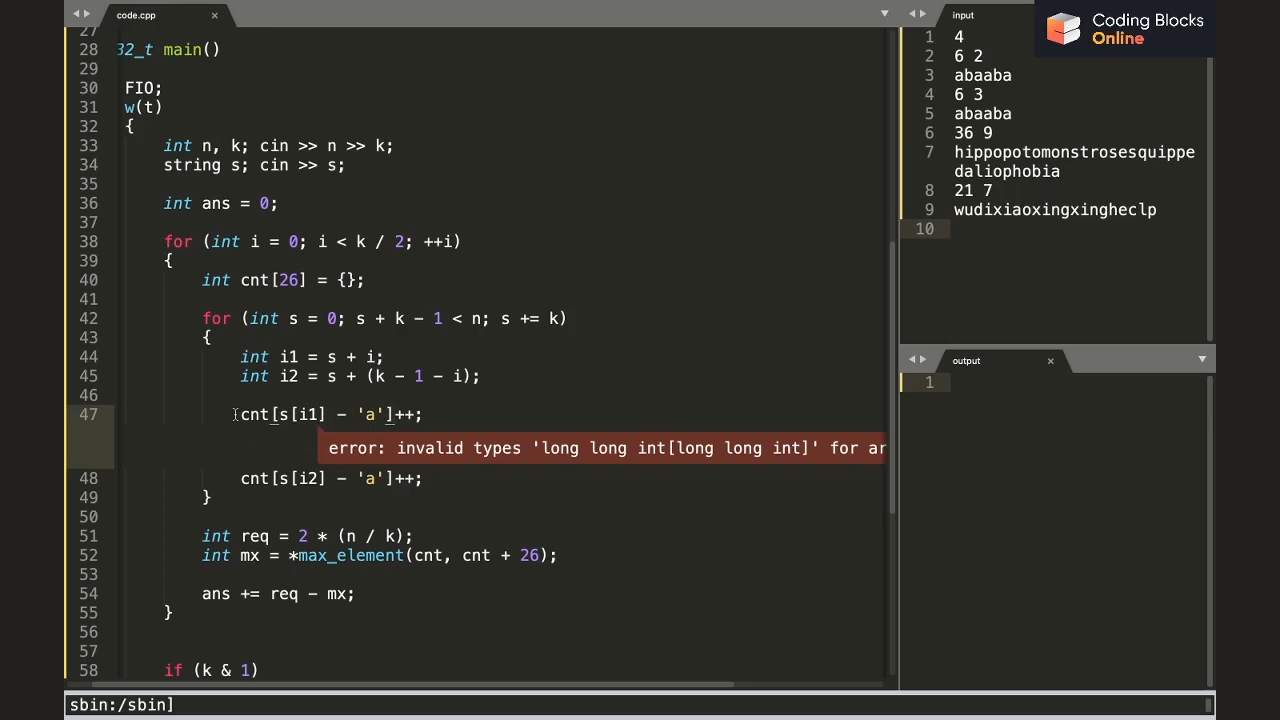 code.cpp
27
28 32_t main()
29
30 FIO;
31 w(t)
32 {
33 int n, k; cin >> n >> k;
34 string s; cin >> s;
35
36 int ans = 0;
37
38 for (int i = 0; i < k / 2; ++i)
39 {
40 int cnt[26] = {};
41
42 for (int s = 0; s + k - 1 < n; s += k)
43 {
44 int i1 = s + i;
45 int i2 = s + (k - 1 - i);
46
47 cnt[s[i1] - 'a']++;
error: invalid types 'long long int[long long int]' for ar
48 cnt[s[i2] - 'a']++;
49 }
50
51 int req = 2 * (n / k);
52 int mx = *max_element(cnt, cnt + 26);
53
54 ans += req - mx;
55 }
56
57
58 if (k & 1)
sbin:/sbin]
input
1 4
2 6 2
3 abaaba
4 6 3
5 abaaba
6 36 9
7 hippopotomonstrosesquippe
daliophobia
8 21 7
9 wudixiaoxingxingheclp
10
output
1
Coding Blocks
Online